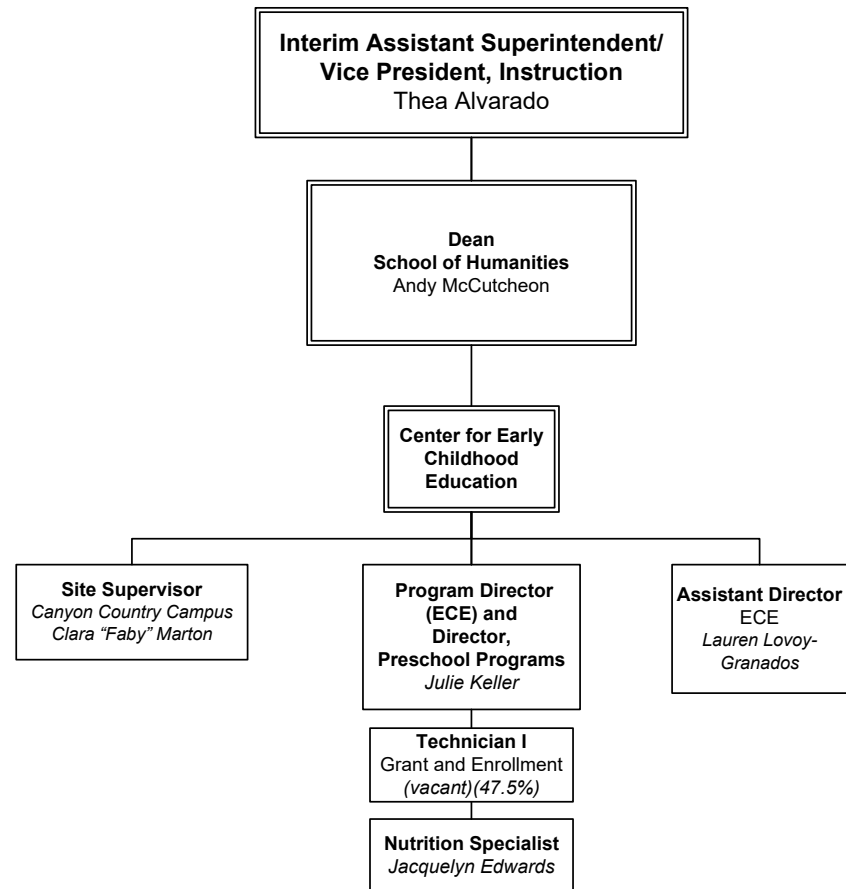 Interim Assistant Superintendent/
Vice President, Instruction
Thea Alvarado
Dean
School of Humanities
Andy McCutcheon
Center for Early
Childhood
Education
Site Supervisor
Canyon Country Campus
Clara “Faby” Marton
Program Director
(ECE) and
Director,
Preschool Programs
Julie Keller
Assistant Director
ECE
Lauren Lovoy-
Granados
Technician I
Grant and Enrollment
(vacant)(47.5%)
Nutrition Specialist
Jacquelyn Edwards